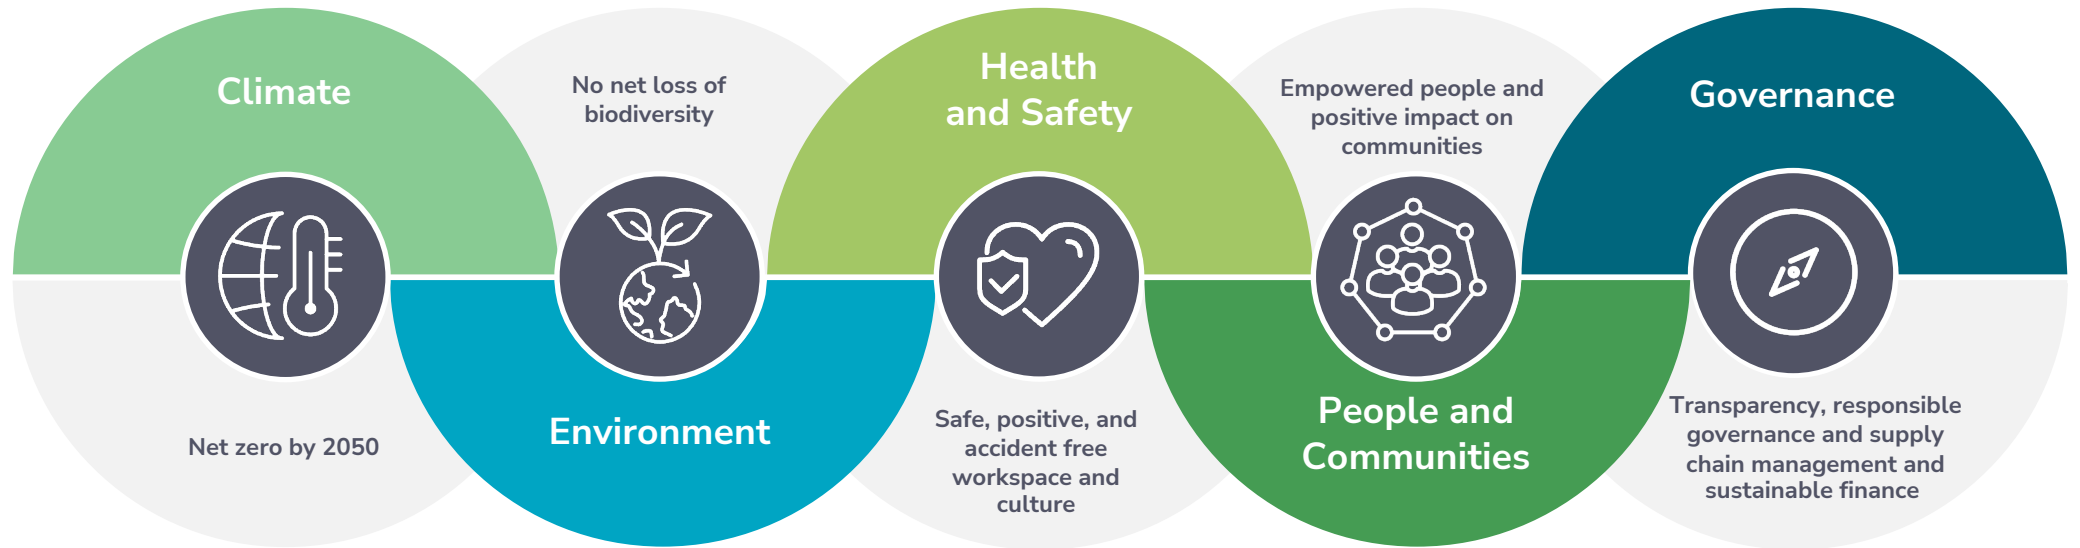 Climate
Net zero by 2050
No net loss of
biodiversity
Environment
Health
and Safety
Safe, positive, and
accident free
workspace and
culture
Empowered people and
positive impact on
communities
People and
Communities
Governance
Transparency, responsible
governance and supply
chain management and
sustainable finance